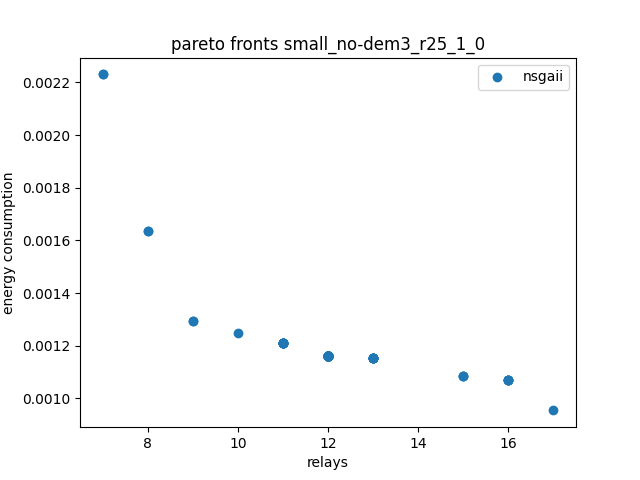 pareto fronts small_no-dem3_r25_1_0
nsgaii
0.0022
0.0020
0.0018
0.0016
0.0014
0.0012
0.0010
energy consumption
8 10 12 14 16
relays